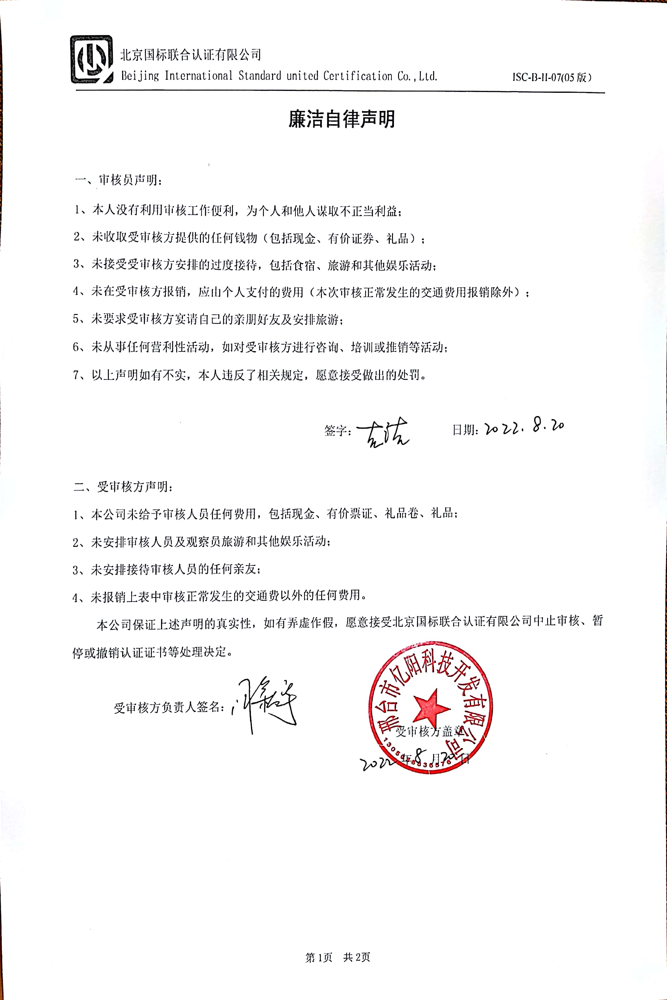 北京国标联合认证有限公司
Beijing International Standard united Certification Co.,Ltd.
ISC-B-II-07(05版)
廉洁自律声明
一、审核员声明:
1、本人没有利用审核工作便利,为个人和他人谋取不正当利益;
2、未收取受审核方提供的任何钱物(包括现金、有价证券、礼品);
3、未接受受审核方安排的过度接待,包括食宿、旅游和其他娱乐活动;
4、未在受审核方报销,应由个人支付的费用(本次审核正常发生的交通费用报销除外);
5、未要求受审核方宴请自己的亲朋好友及安排旅游;
6、未从事任何营利性活动,如对受审核方进行咨询、培训或推销等活动;
7、以上声明如有不实,本人违反了相关规定,愿意接受做出的处罚。
签字: 吉洁 日期: 2022.8.20
二、受审核方声明:
1、本公司未给予审核人员任何费用,包括现金、有价票证、礼品卷、礼品;
2、未安排审核人员及观察员旅游和其他娱乐活动;
3、未安排接待审核人员的任何亲友;
4、未报销上表中审核正常发生的交通费以外的任何费用。
本公司保证上述声明的真实性,如有弄虚作假,愿意接受北京国标联合认证有限公司中止审核、暂
停或撤销认证证书等处理决定。
邢台市亿阳科技开发有限公司
受审核方负责人签名:
受审核方盖章
2022年8月20日
第1页 共2页